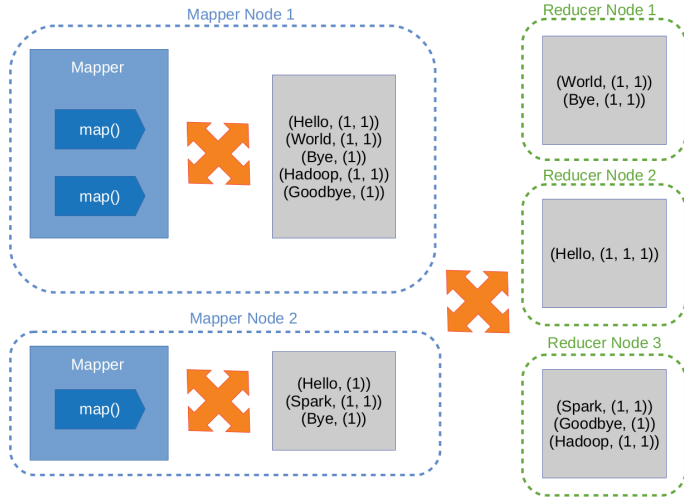 Mapper Node 1
Mapper
map()
map()
(Hello, (1, 1))
(World, (1, 1))
(Bye, (1))
(Hadoop, (1, 1))
(Goodbye, (1))
Mapper Node 2
Mapper
map()
(Hello, (1))
(Spark, (1, 1))
(Bye, (1))
Reducer Node 1
(World, (1, 1))
(Bye, (1, 1))
Reducer Node 2
(Hello, (1, 1, 1))
Reducer Node 3
(Spark, (1, 1))
(Goodbye, (1))
(Hadoop, (1, 1))